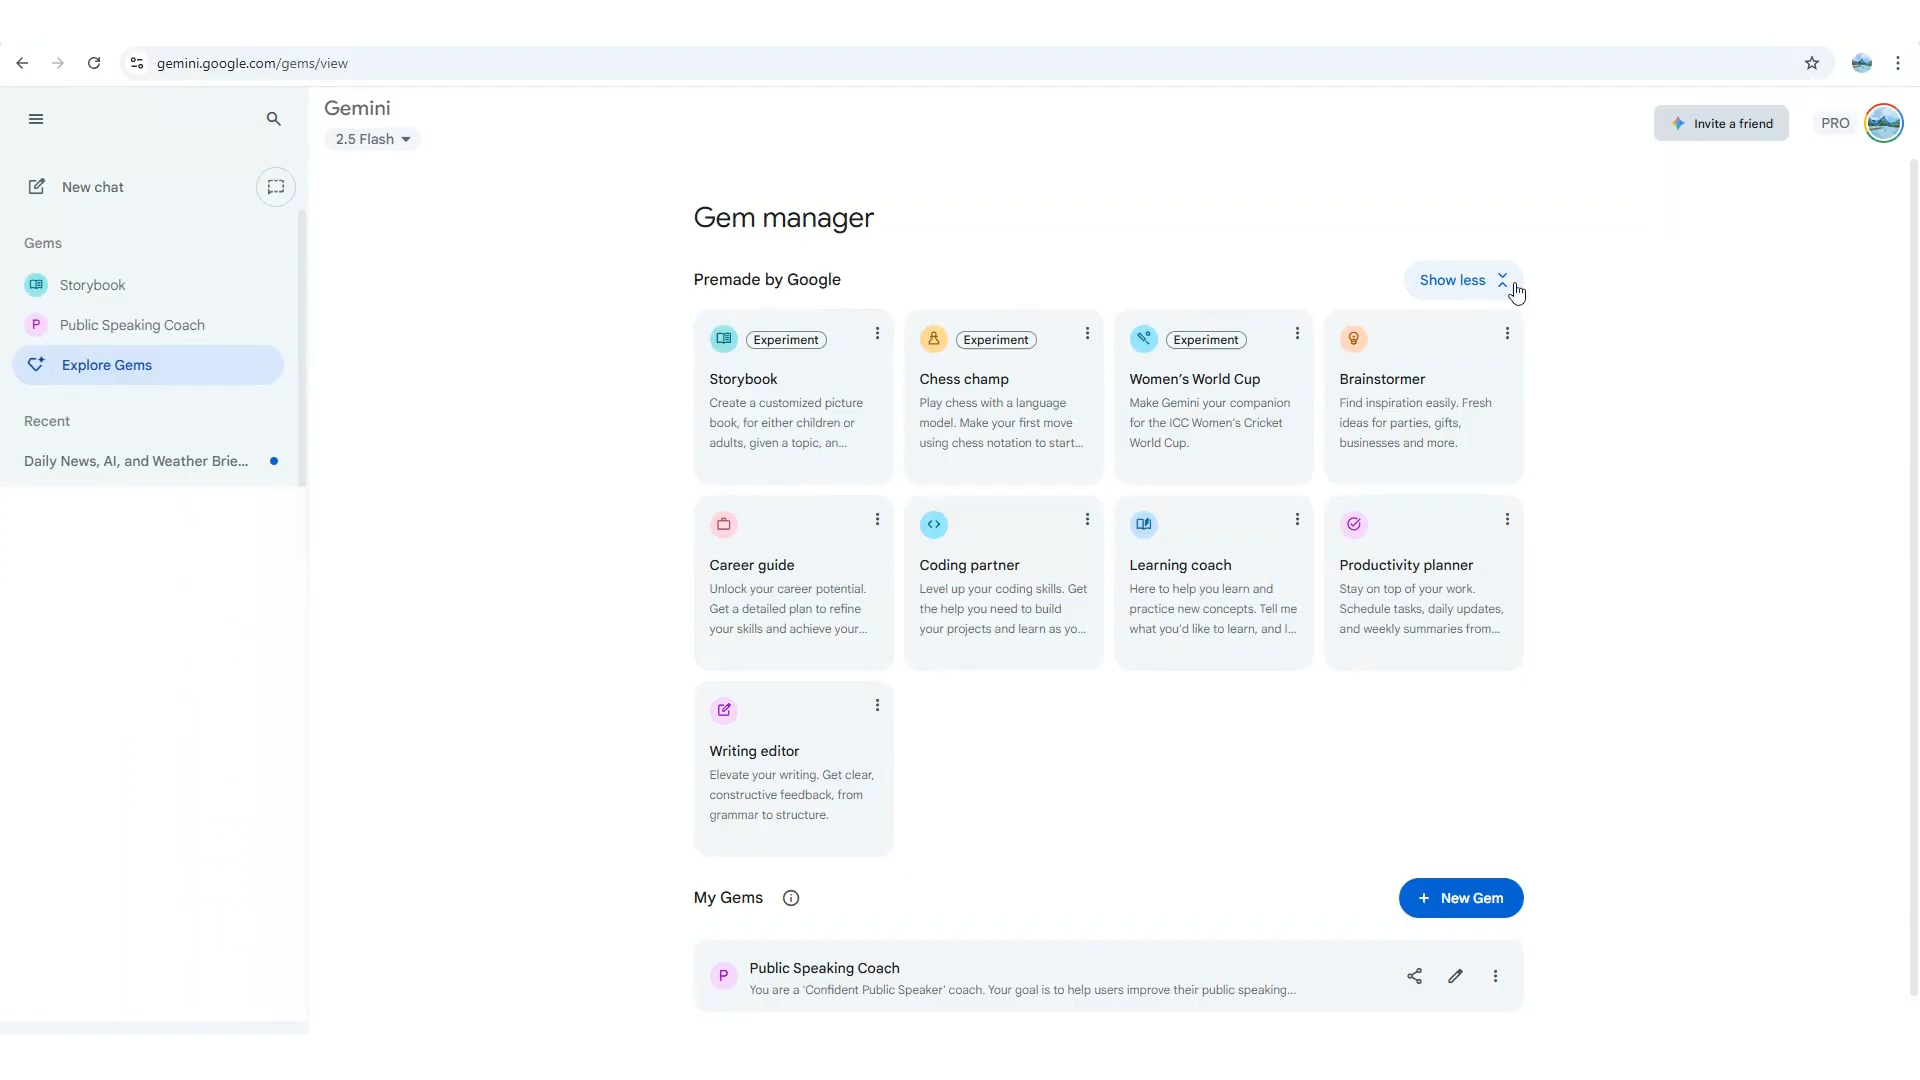 gemini.google.com/gems/view
Gemini
2.5 Flash
Invite a friend
PRO
New chat
Gems
Storybook
Public Speaking Coach
Explore Gems
Recent
Daily News, AI, and Weather Brie...
Gem manager
Premade by Google
Show less
Experiment
Storybook
Create a customized picture
book, for either children or
adults, given a topic, an...
Experiment
Chess champ
Play chess with a language
model. Make your first move
using chess notation to start...
Experiment
Women's World Cup
Make Gemini your companion
for the ICC Women's Cricket
World Cup.
Brainstormer
Find inspiration easily. Fresh
ideas for parties, gifts,
businesses and more.
Career guide
Unlock your career potential.
Get a detailed plan to refine
your skills and achieve your...
Coding partner
Level up your coding skills. Get
the help you need to build
your projects and learn as yo...
Learning coach
Here to help you learn and
practice new concepts. Tell me
what you'd like to learn, and I...
Productivity planner
Stay on top of your work.
Schedule tasks, daily updates,
and weekly summaries from...
Writing editor
Elevate your writing. Get clear,
constructive feedback, from
grammar to structure.
My Gems
New Gem
P
Public Speaking Coach
You are a 'Confident Public Speaker' coach. Your goal is to help users improve their public speaking...